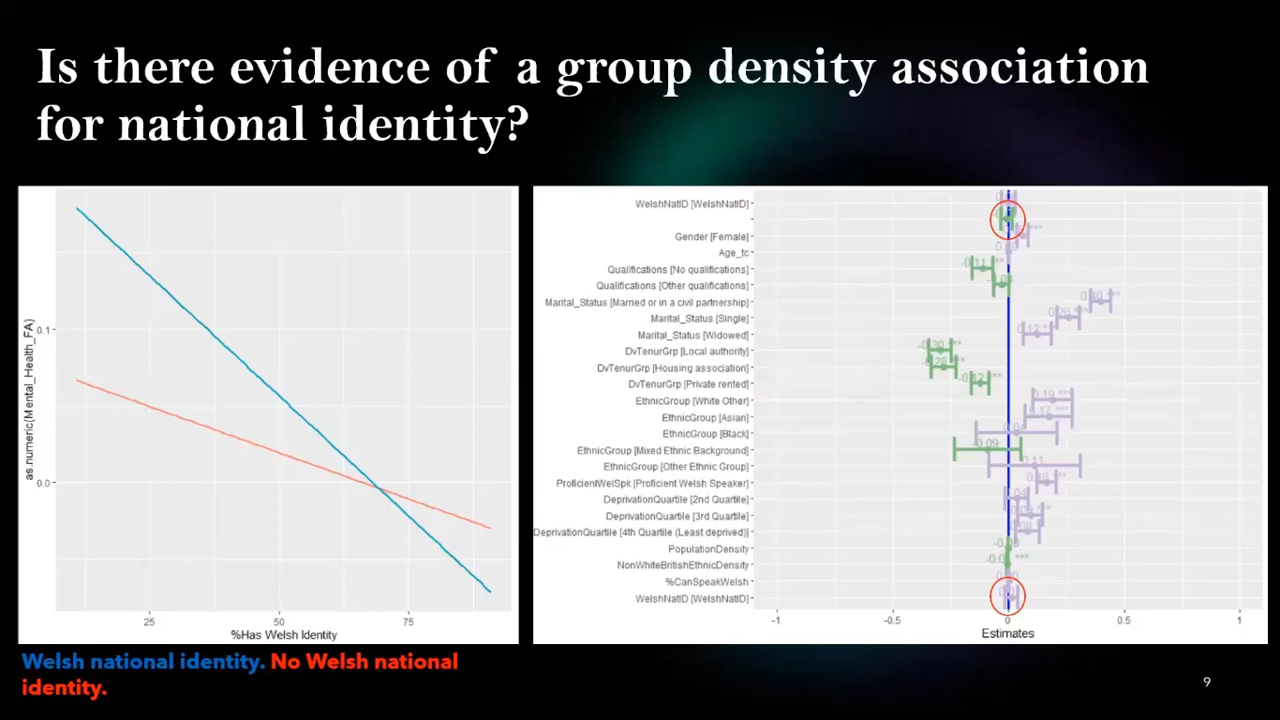 Is there evidence of a group density association
for national identity?
as.numeric(Mental_Health_FA)
0.1
0.0
25
50
75
%Has Welsh Identity
Welsh national identity. No Welsh national
identity.
WelshNatID [WelshNatID]
Gender [Female]
Age_tc
Qualifications [No qualifications]
Qualifications [Other qualifications]
Marital_Status [Married or in a civil partnership]
Marital_Status [Single]
Marital_Status [Widowed]
DvTenurGrp [Local authority]
DvTenurGrp [Housing association]
DvTenurGrp [Private rented]
EthnicGroup [White Other]
EthnicGroup [Asian]
EthnicGroup [Black]
EthnicGroup [Mixed Ethnic Background]
EthnicGroup [Other Ethnic Group]
ProficientWelSpk [Proficient Welsh Speaker]
DeprivationQuartile [2nd Quartile]
DeprivationQuartile [3rd Quartile]
DeprivationQuartile [4th Quartile (Least deprived)]
PopulationDensity
NonWhiteBritishEthnicDensity
%CanSpeakWelsh
WelshNatID [WelshNatID]
-0.09
0.11
-1
-0.5
0
0.5
1
Estimates
9